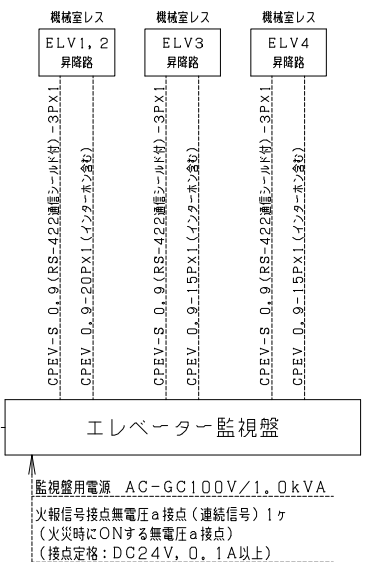 機械室レス
ELV1,2
昇降路
機械室レス
ELV3
昇降路
機械室レス
ELV4
昇降路
CPEV-S 0.9(RS-422通信シールド付)-3PX1
CPEV 0.9-20PX1(インターホン含む)
CPEV-S 0.9(RS-422通信シールド付)-3PX1
CPEV 0.9-15PX1(インターホン含む)
CPEV-S 0.9(RS-422通信シールド付)-3PX1
CPEV 0.9-15PX1(インターホン含む)
エレベーター監視盤
監視盤用電源 AC-GC100V/1.0kVA
火報信号接点無電圧a接点(連続信号)1ヶ
(火災時にONする無電圧a接点)
(接点定格:DC24V,0.1A以上)